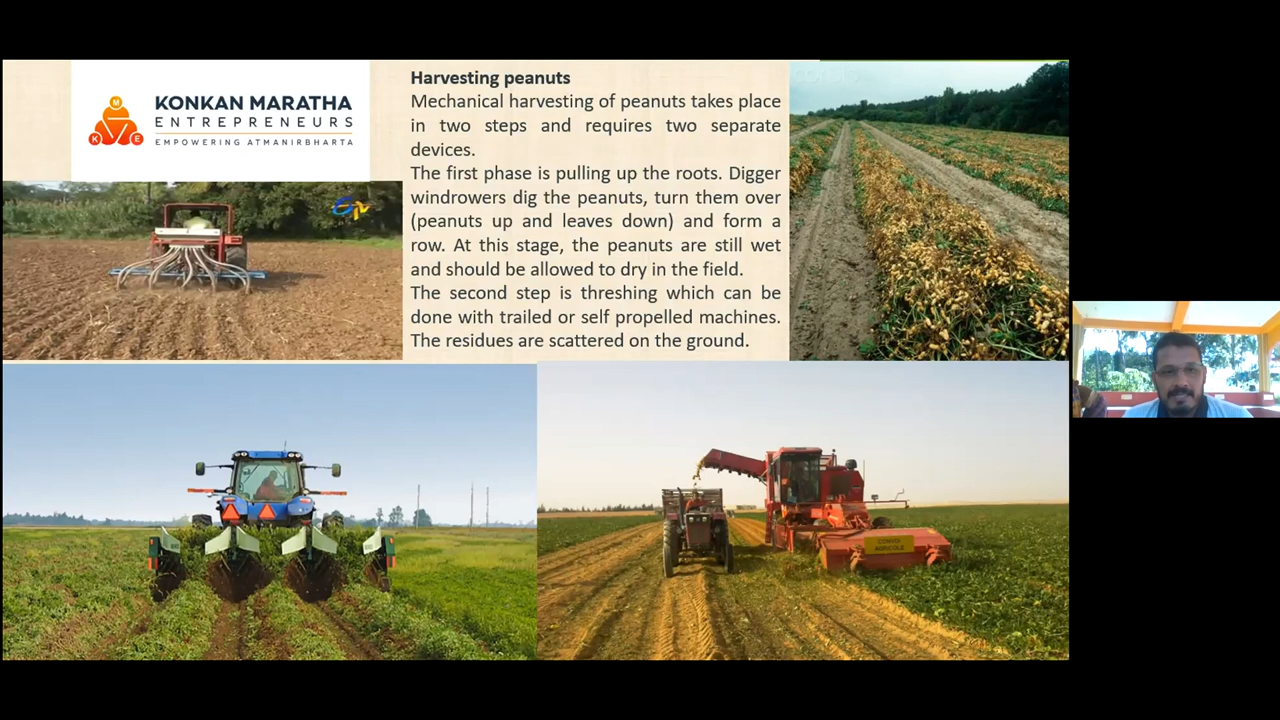 M
K
E
KONKAN MARATHA
ENTREPRENEURS
EMPOWERING ATMANIRBHARTA
Harvesting peanuts
Mechanical harvesting of peanuts takes place
in two steps and requires two separate
devices.
The first phase is pulling up the roots. Digger
windrowers dig the peanuts, turn them over
(peanuts up and leaves down) and form a
row. At this stage, the peanuts are still wet
and should be allowed to dry in the field.
The second step is threshing which can be
done with trailed or self propelled machines.
The residues are scattered on the ground.
CONVOI
AGRICOLE